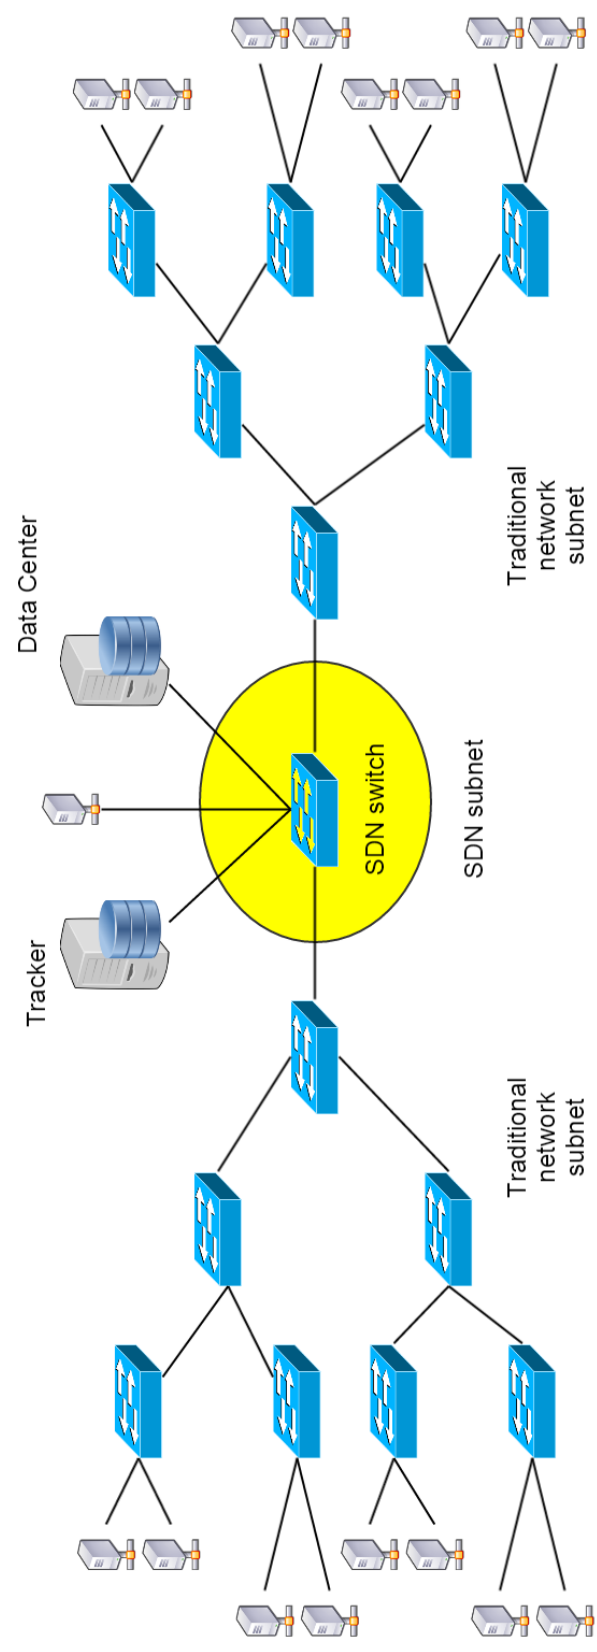 Data Center
Traditional
network
subnet
SDN switch
SDN subnet
Tracker
Traditional
network
subnet